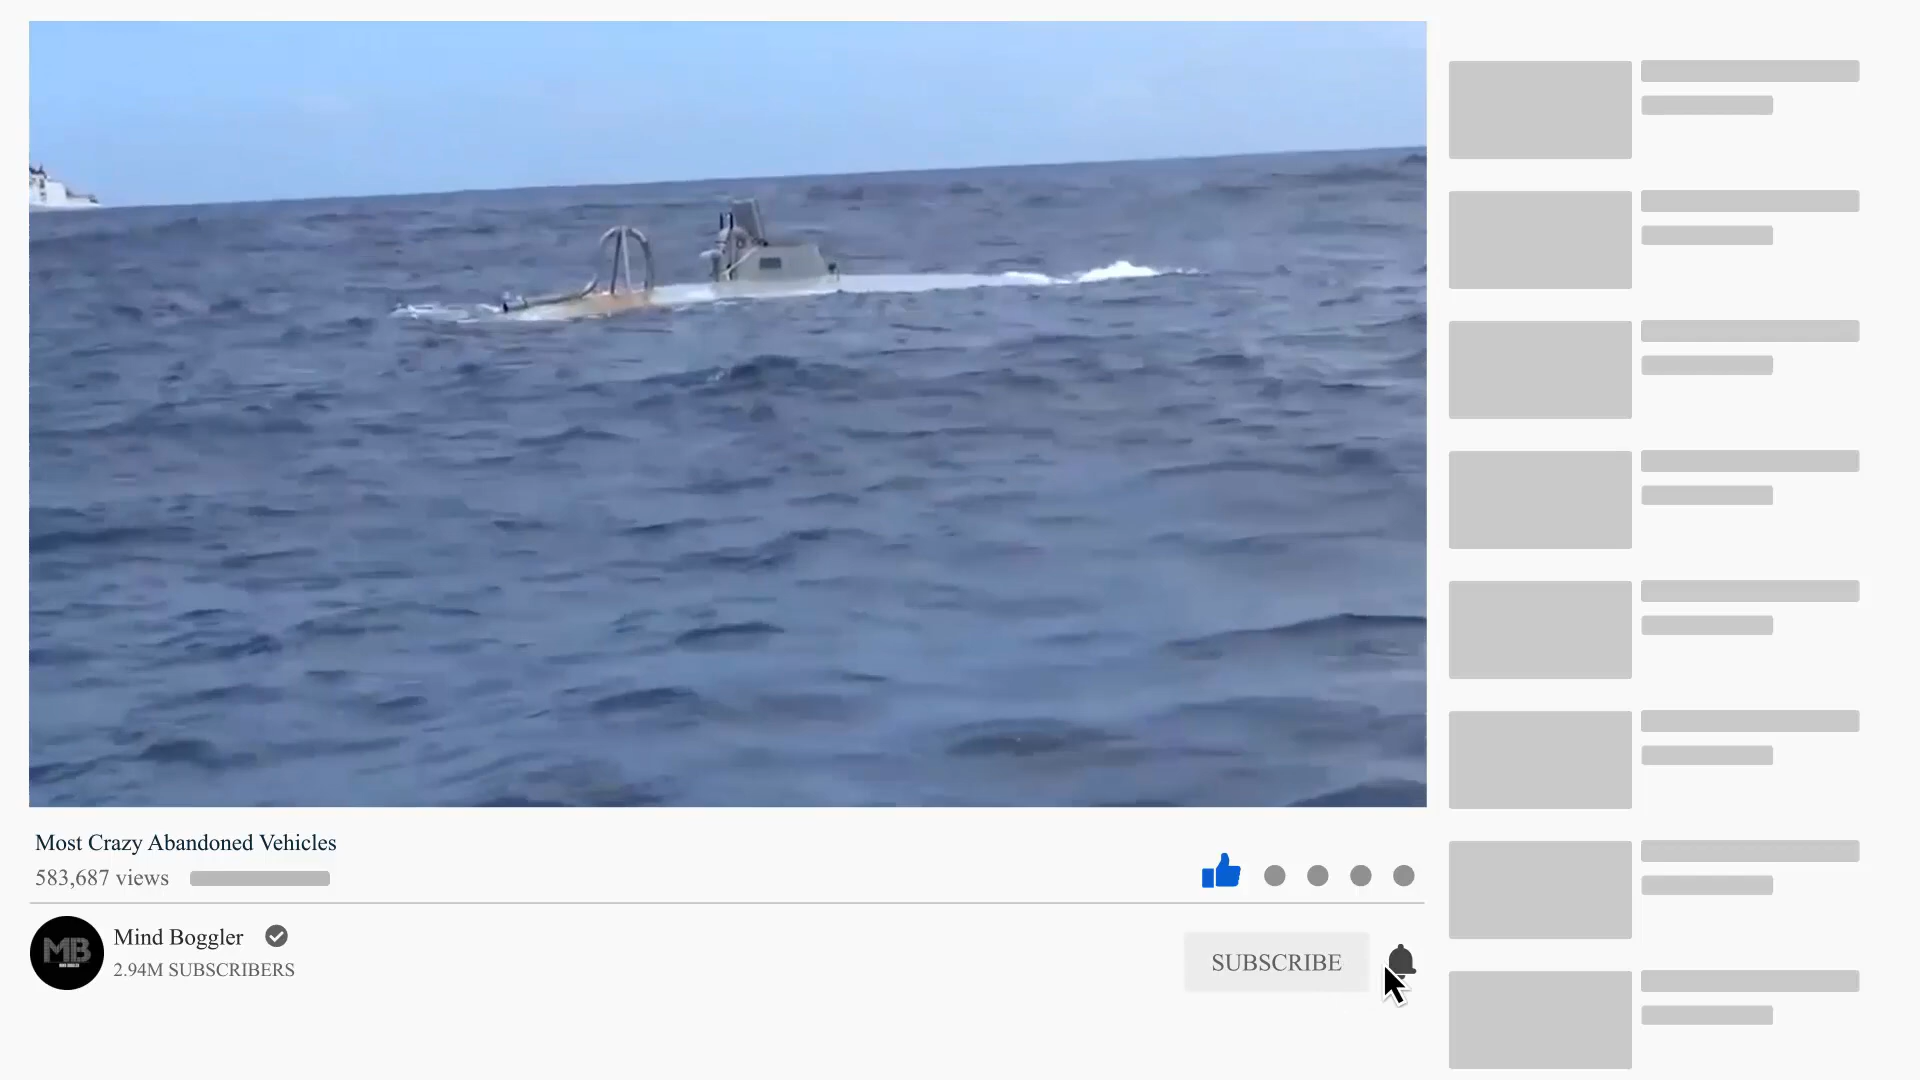 Most Crazy Abandoned Vehicles
583,687 views
MB
Mind Boggler
2.94M SUBSCRIBERS
SUBSCRIBE